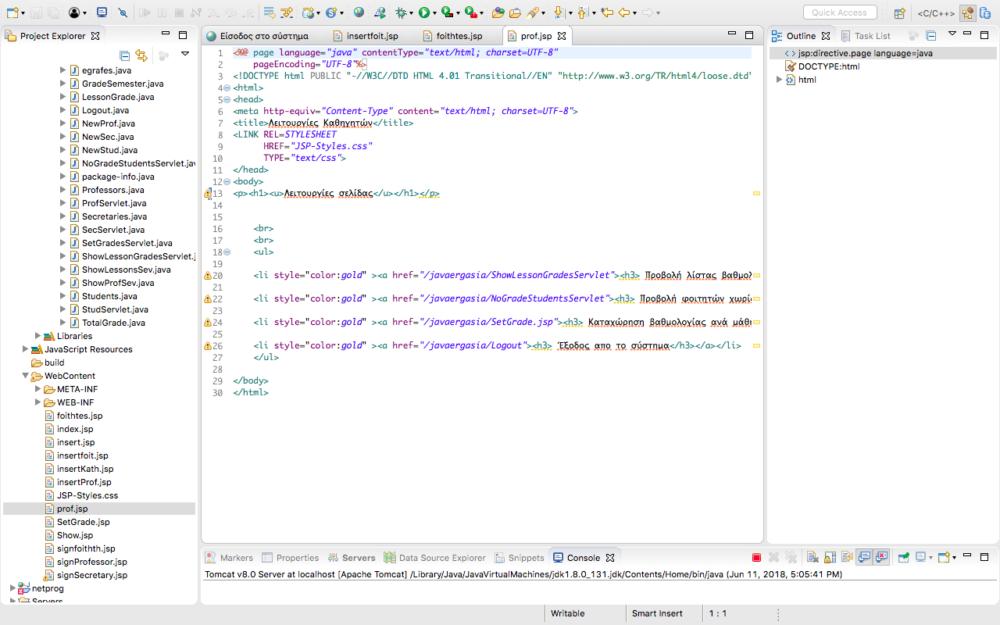 Quick Access
<C/C++>
Project Explorer
egrafes.java
GradeSemester.java
LessonGrade.java
Logout.java
NewProf.java
NewSec.java
NewStud.java
NoGradeStudentsServlet.jav
package-info.java
Professors.java
ProfServlet.java
Secretaries.java
SecServlet.java
SetGradesServlet.java
ShowLessonGradesServlet.j
ShowLessonsSev.java
ShowProfSev.java
Students.java
StudServlet.java
TotalGrade.java
Libraries
JavaScript Resources
build
WebContent
META-INF
WEB-INF
foithtes.jsp
index.jsp
insert.jsp
insertfoit.jsp
insertKath.jsp
insertProf.jsp
JSP-Styles.css
prof.jsp
SetGrade.jsp
Show.jsp
signfoithth.jsp
signProfessor.jsp
signSecretary.jsp
netprog
Servers
Είσοδος στο σύστημα insertfoit.jsp foithtes.jsp prof.jsp
1 <%@ page language="java" contentType="text/html; charset=UTF-8"
2 pageEncoding="UTF-8"%>
3 <!DOCTYPE html PUBLIC "-//W3C//DTD HTML 4.01 Transitional//EN" "http://www.w3.org/TR/html4/loose.dtd"
4 <html>
5 <head>
6 <meta http-equiv="Content-Type" content="text/html; charset=UTF-8">
7 <title>Λειτουργίες Καθηγητών</title>
8 <LINK REL=STYLESHEET
9 HREF="JSP-Styles.css"
10 TYPE="text/css">
11 </head>
12 <body>
13 <p><h1><u>Λειτουργίες σελίδας</u></h1></p>
14
15
16 <br>
17 <br>
18 <ul>
19
20 <li style="color:gold" ><a href="/javaergasia/ShowLessonGradesServlet"><h3> Προβολή λίστας βαθμολ
21
22 <li style="color:gold" ><a href="/javaergasia/NoGradeStudentsServlet"><h3> Προβολή φοιτητών χωρί
23
24 <li style="color:gold" ><a href="/javaergasia/SetGrade.jsp"><h3> Καταχώρηση βαθμολογίας ανά μάθη
25
26 <li style="color:gold" ><a href="/javaergasia/Logout"><h3> Έξοδος απο το σύστημα</h3></a></li>
27 </ul>
28
29 </body>
30 </html>
Outline Task List
jsp:directive.page language=java
DOCTYPE:html
html
Markers Properties Servers Data Source Explorer Snippets Console
Tomcat v8.0 Server at localhost [Apache Tomcat] /Library/Java/JavaVirtualMachines/jdk1.8.0_131.jdk/Contents/Home/bin/java (Jun 11, 2018, 5:05:41 PM)
Writable Smart Insert 1 : 1